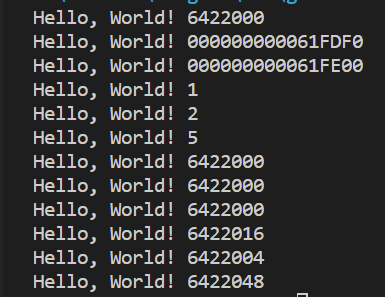 Hello, World! 6422000
Hello, World! 000000000061FDF0
Hello, World! 000000000061FE00
Hello, World! 1
Hello, World! 2
Hello, World! 5
Hello, World! 6422000
Hello, World! 6422000
Hello, World! 6422000
Hello, World! 6422016
Hello, World! 6422004
Hello, World! 6422048